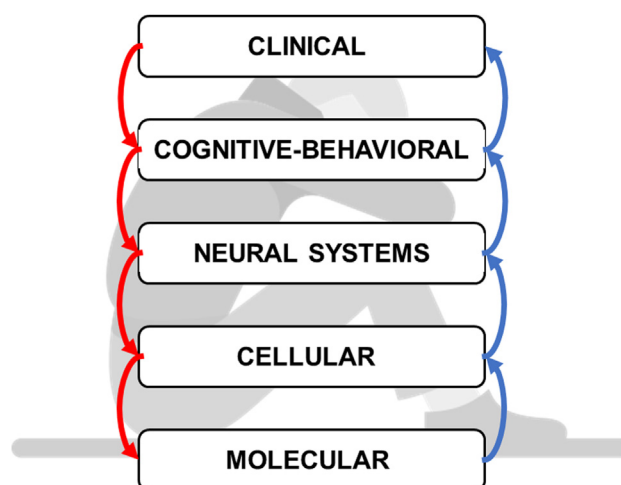 CLINICAL
COGNITIVE-BEHAVIORAL
NEURAL SYSTEMS
CELLULAR
MOLECULAR